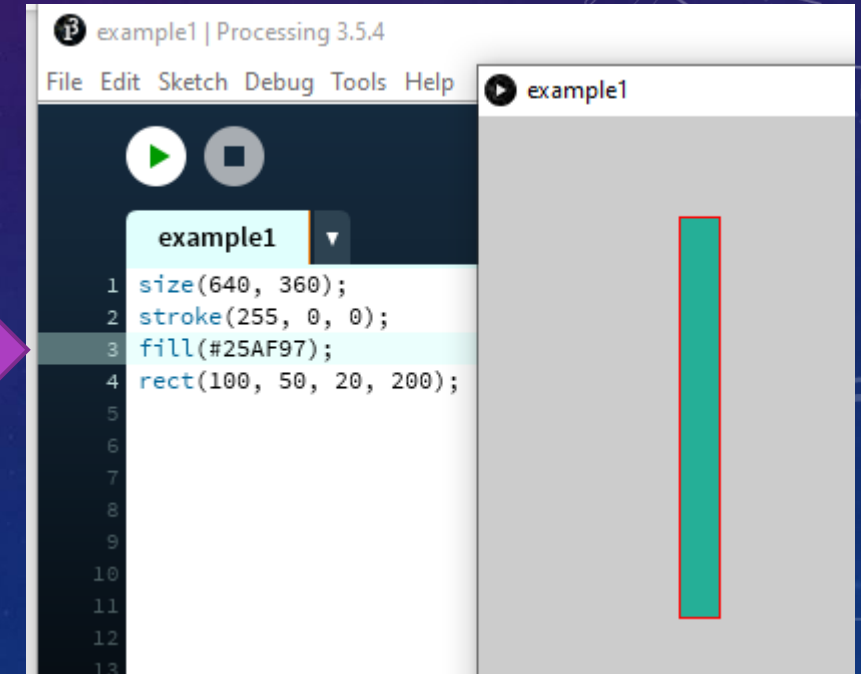 example1 | Processing 3.5.4
File Edit Sketch Debug Tools Help
example1
example1
1 size(640, 360);
2 stroke(255, 0, 0);
3 fill(#25AF97);
4 rect(100, 50, 20, 200);
5
6
7
8
9
10
11
12
13